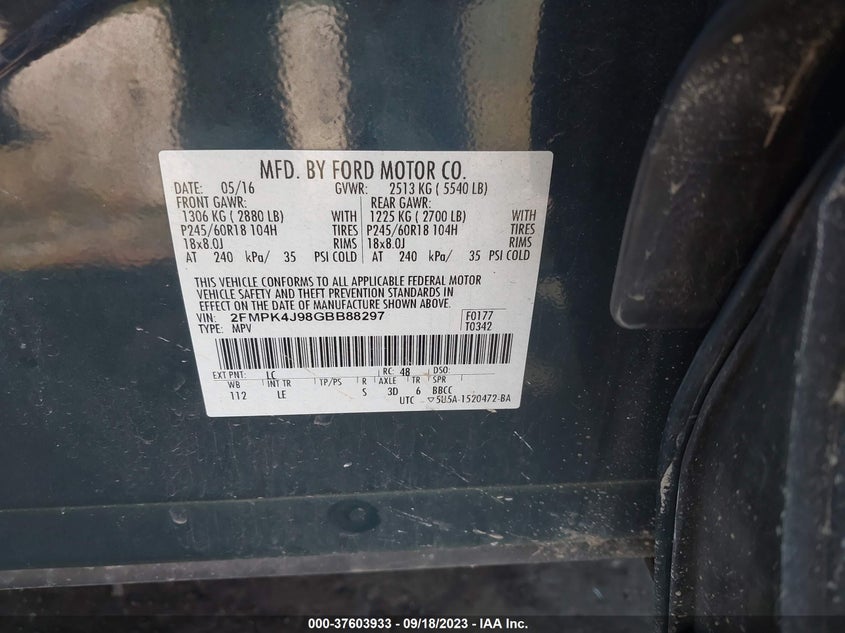 MFD. BY FORD MOTOR CO.
DATE: 05/16 GVWR: 2513 KG ( 5540 LB)
FRONT GAWR: REAR GAWR:
1306 KG ( 2880 LB) WITH 1225 KG ( 2700 LB) WITH
P245/60R18 104H TIRES P245/60R18 104H TIRES
18x8.0J RIMS 18x8.0J RIMS
AT 240 kPa/ 35 PSI COLD AT 240 kPa/ 35 PSI COLD
THIS VEHICLE CONFORMS TO ALL APPLICABLE FEDERAL MOTOR
VEHICLE SAFETY AND THEFT PREVENTION STANDARDS IN
EFFECT ON THE DATE OF MANUFACTURE SHOWN ABOVE.
VIN: 2FMPK4J98GBB88297 F0177
TYPE: MPV T0342
EXT PNT: LC RC: 48 DSO:
WB INT TR TP/PS R AXLE TR SPR
112 LE S 3D 6 BBCC
UTC ▽5U5A-1520472-BA
000-37603933 - 09/18/2023 - IAA Inc.